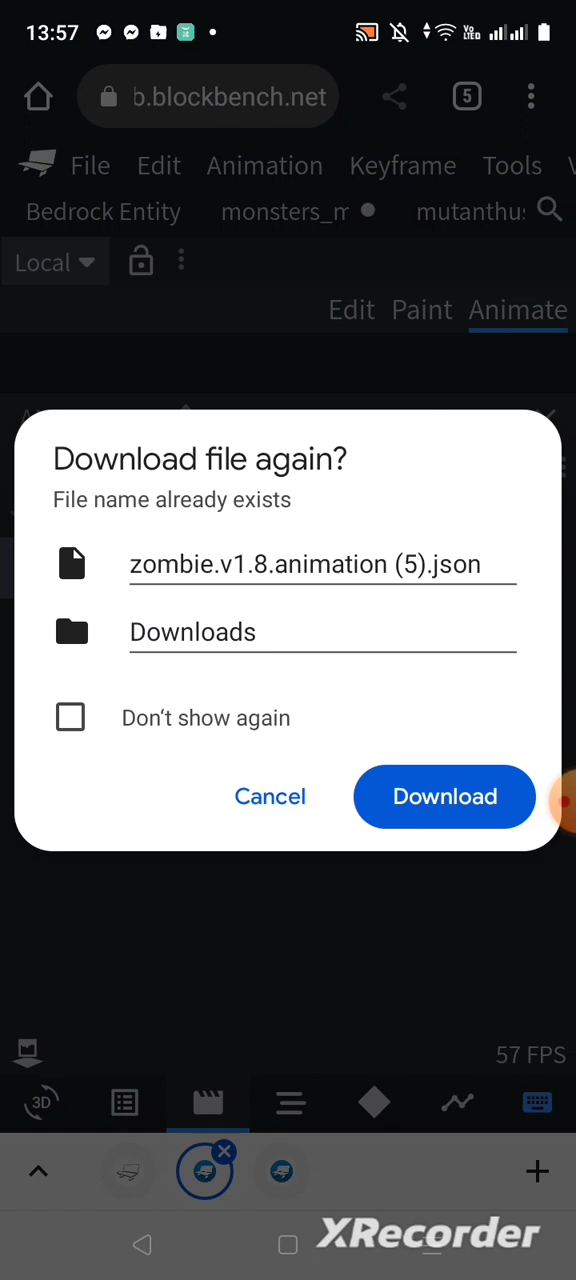 13:57 Vo LTED
b.blockbench.net 5
File Edit Animation Keyframe Tools
Bedrock Entity monsters_m mutanthu
Local
Edit Paint Animate
Download file again?
File name already exists
zombie.v1.8.animation (5).json
Downloads
Don't show again
Cancel Download
57 FPS
3D
XRecorder